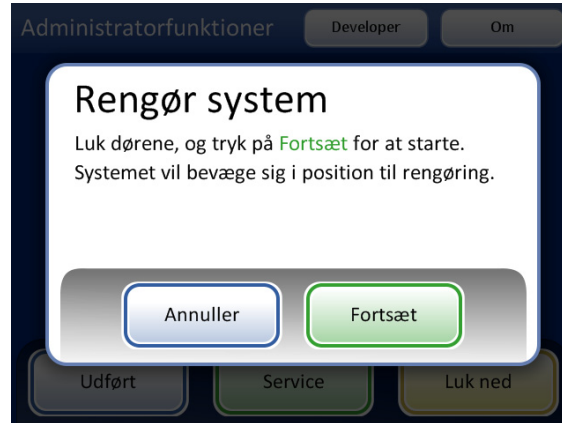 Administratorfunktioner
Developer
Om
Rengør system
Luk dørene, og tryk på Fortsæt for at starte.
Systemet vil bevæge sig i position til rengøring.
Annuller
Fortsæt
Udført
Service
Luk ned